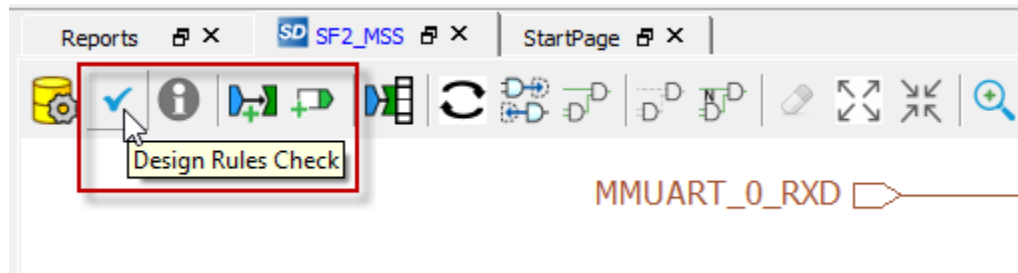 Reports SD SF2_MSS StartPage
N
Design Rules Check
MMUART_0_RXD